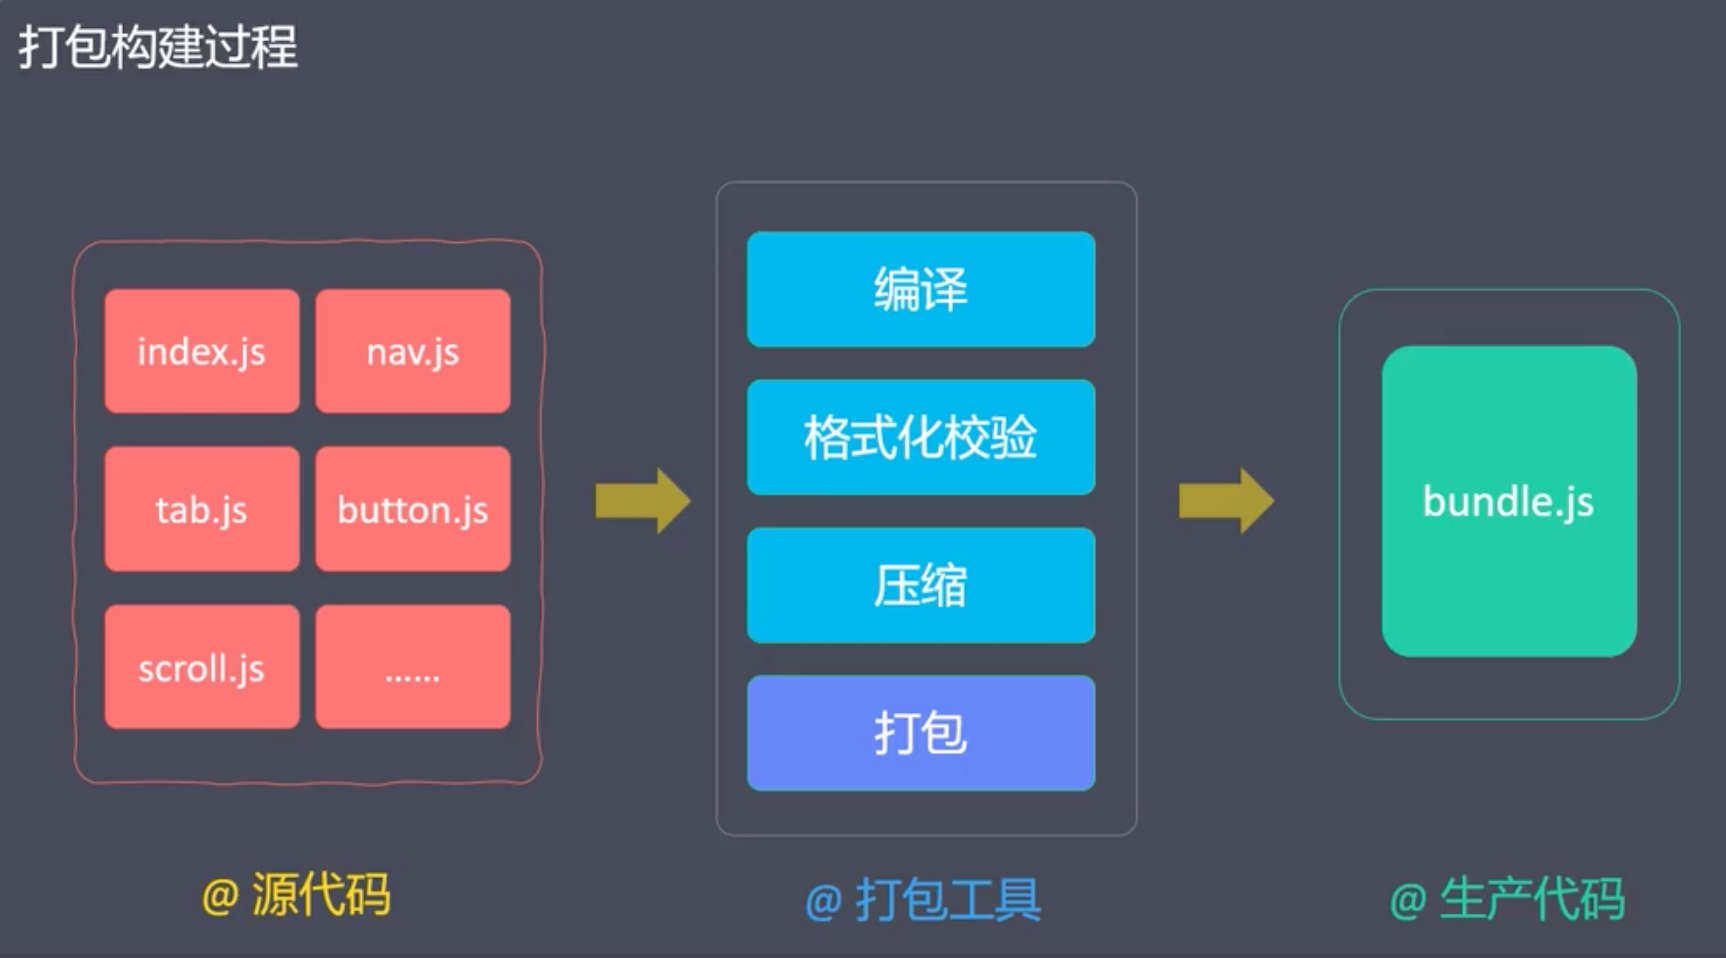 打包构建过程
index.js
nav.js
tab.js
button.js
scroll.js
......
编译
格式化校验
压缩
打包
bundle.js
@ 源代码
@ 打包工具
@ 生产代码